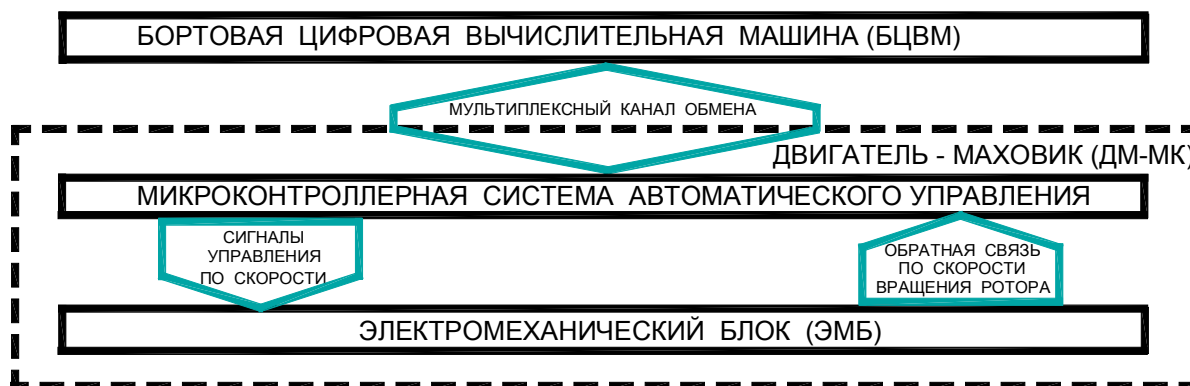 БОРТОВАЯ ЦИФРОВАЯ ВЫЧИСЛИТЕЛЬНАЯ МАШИНА (БЦВМ)
МУЛЬТИПЛЕКСНЫЙ КАНАЛ ОБМЕНА
ДВИГАТЕЛЬ - МАХОВИК (ДМ-МК)
МИКРОКОНТРОЛЛЕРНАЯ СИСТЕМА АВТОМАТИЧЕСКОГО УПРАВЛЕНИЯ
СИГНАЛЫ
УПРАВЛЕНИЯ
ПО СКОРОСТИ
ОБРАТНАЯ СВЯЗЬ
ПО СКОРОСТИ
ВРАЩЕНИЯ РОТОРА
ЭЛЕКТРОМЕХАНИЧЕСКИЙ БЛОК (ЭМБ)